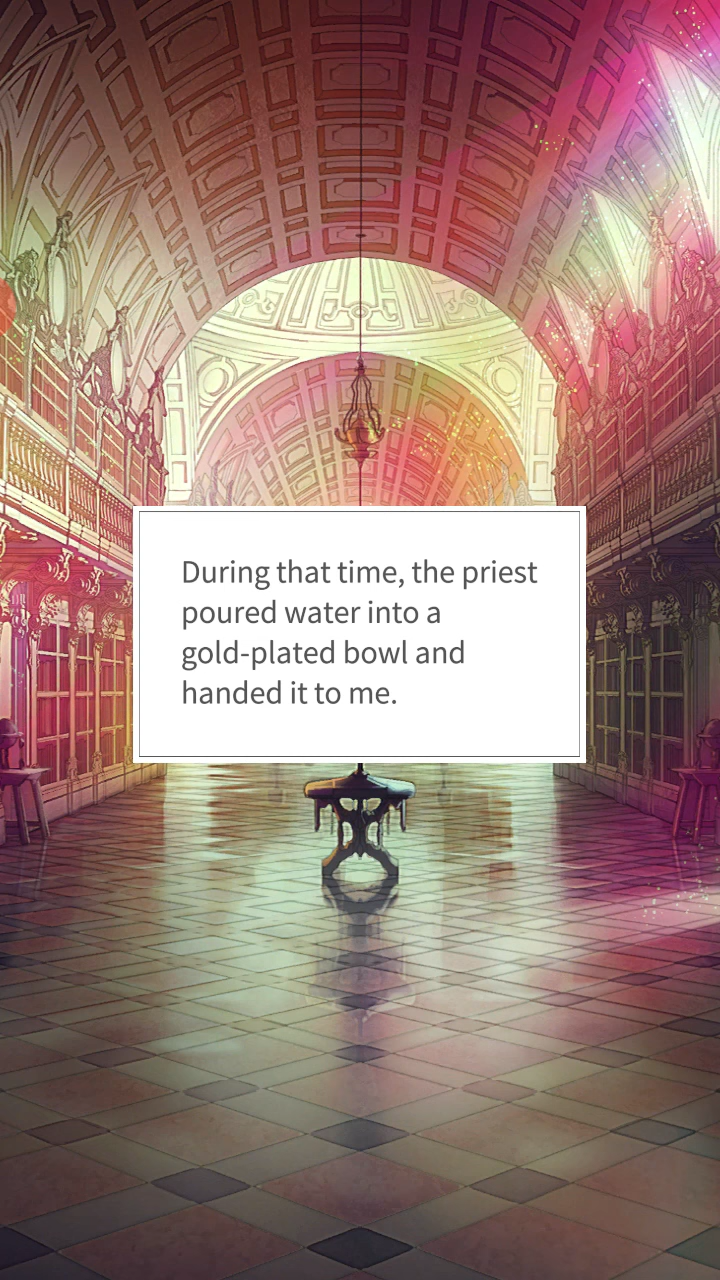 During that time, the priest
poured water into a
gold-plated bowl and
handed it to me.